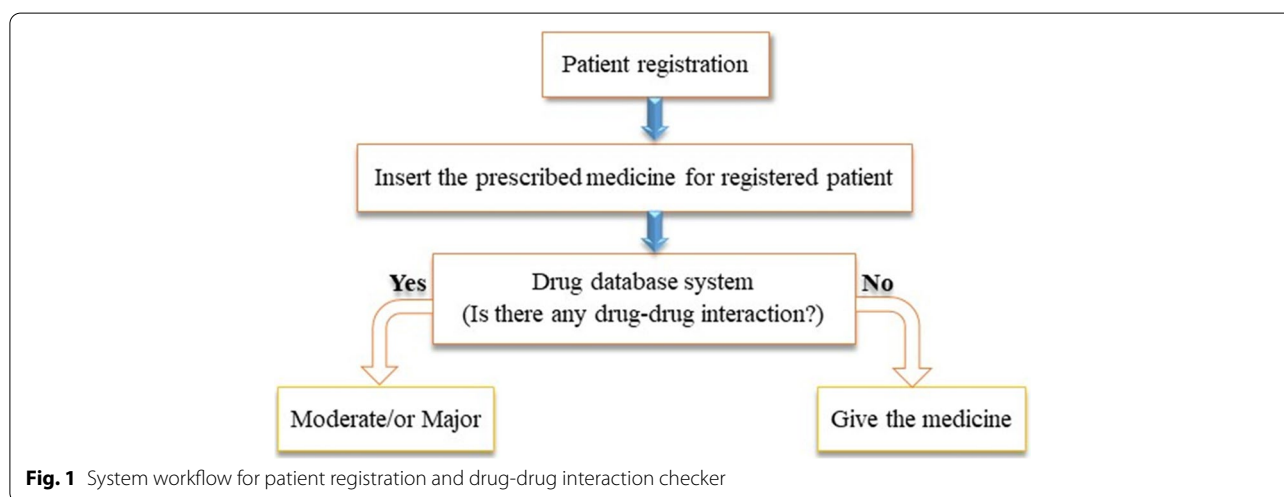 Patient registration
Insert the prescribed medicine for registered patient
Yes
Drug database system
(Is there any drug-drug interaction?)
No
Moderate/or Major
Give the medicine
Fig. 1 System workflow for patient registration and drug-drug interaction checker